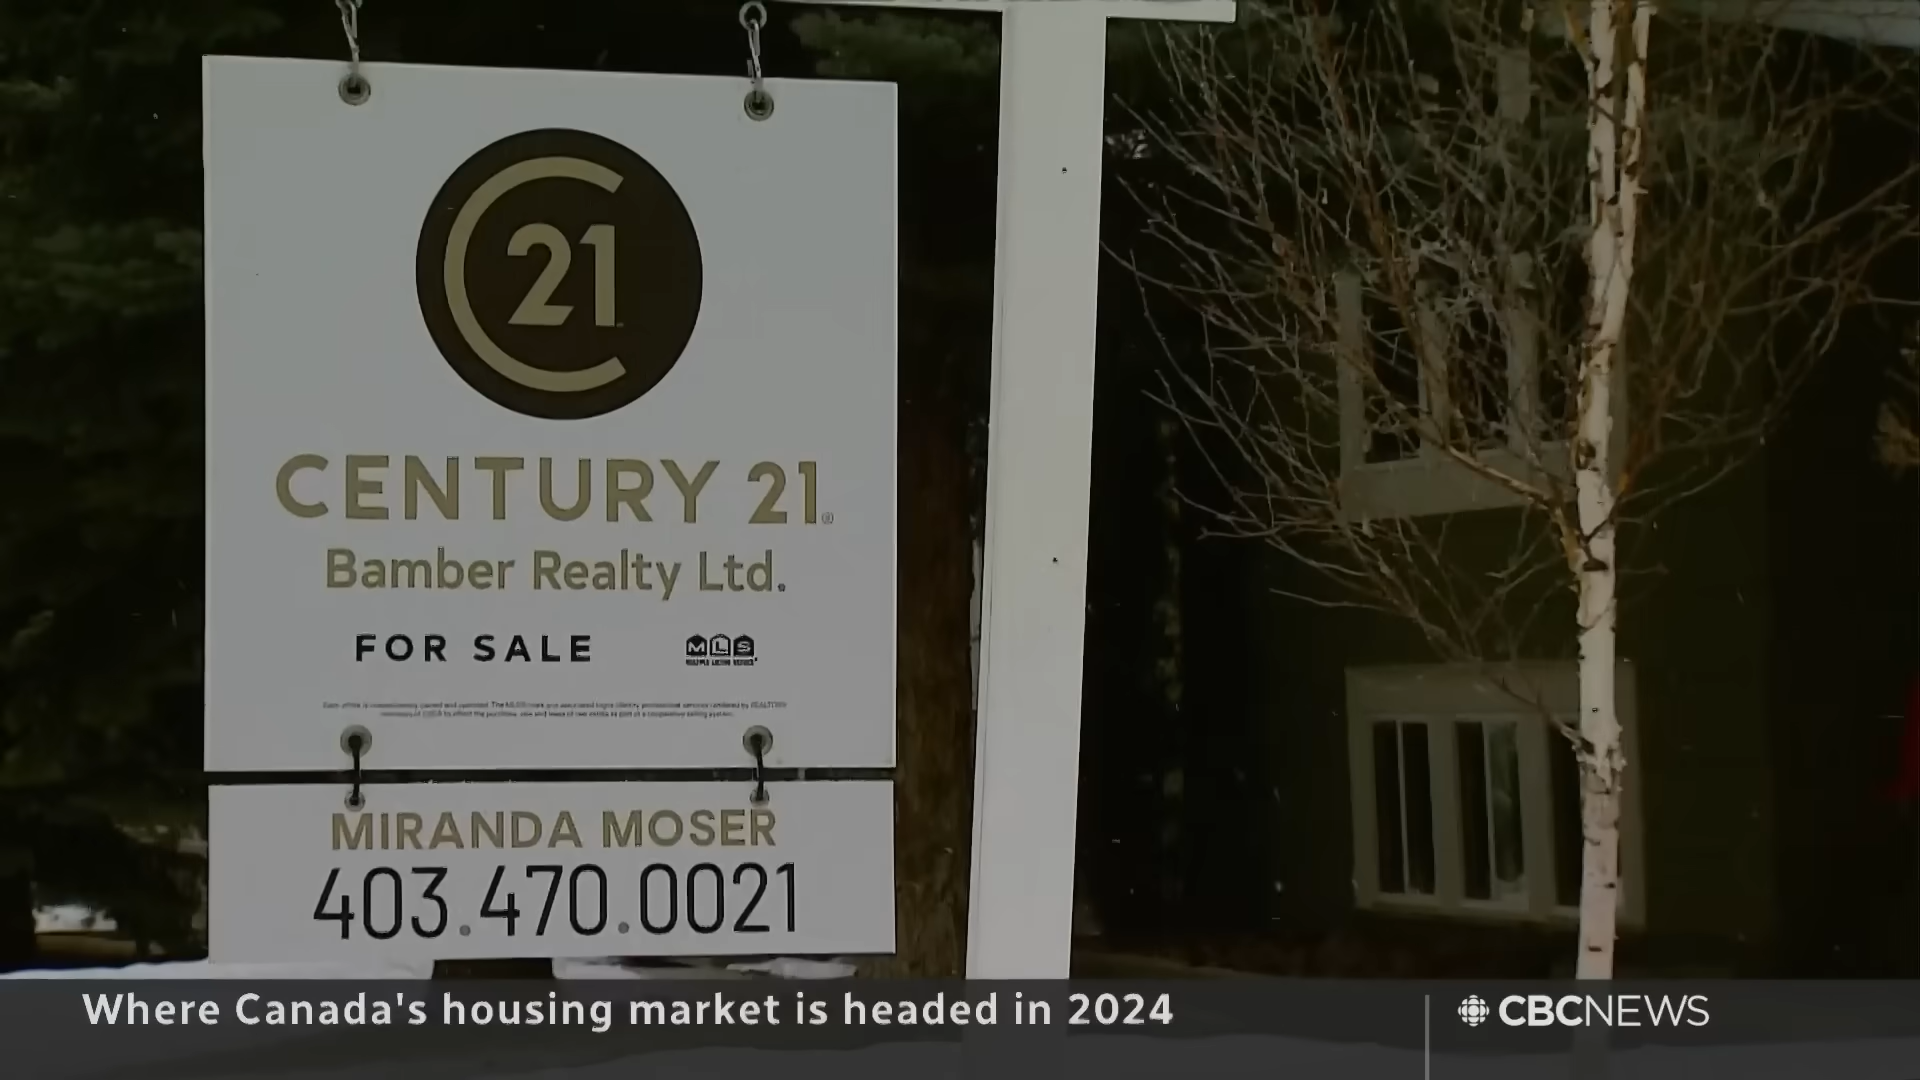 21
CENTURY 21®
Bamber Realty Ltd.
FOR SALE
MLS
MIRANDA MOSER
403.470.0021
Where Canada's housing market is headed in 2024
CBCNEWS